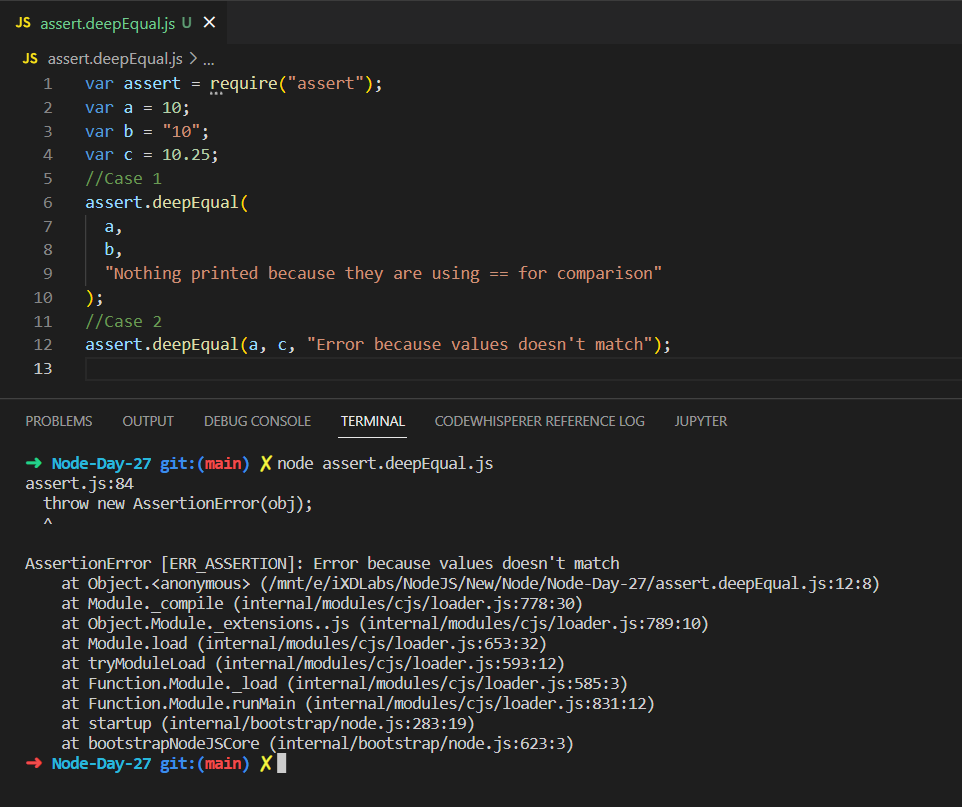 JS assert.deepEqual.js U ✕
JS assert.deepEqual.js > ...
1 var assert = require("assert");
2 var a = 10;
3 var b = "10";
4 var c = 10.25;
5 //Case 1
6 assert.deepEqual(
7 a,
8 b,
9 "Nothing printed because they are using == for comparison"
10 );
11 //Case 2
12 assert.deepEqual(a, c, "Error because values doesn't match");
13
PROBLEMS OUTPUT DEBUG CONSOLE TERMINAL CODEWHISPERER REFERENCE LOG JUPYTER
➜ Node-Day-27 git:(main) ✗ node assert.deepEqual.js
assert.js:84
throw new AssertionError(obj);
^
AssertionError [ERR_ASSERTION]: Error because values doesn't match
at Object.<anonymous> (/mnt/e/iXDLabs/NodeJS/New/Node/Node-Day-27/assert.deepEqual.js:12:8)
at Module._compile (internal/modules/cjs/loader.js:778:30)
at Object.Module._extensions..js (internal/modules/cjs/loader.js:789:10)
at Module.load (internal/modules/cjs/loader.js:653:32)
at tryModuleLoad (internal/modules/cjs/loader.js:593:12)
at Function.Module._load (internal/modules/cjs/loader.js:585:3)
at Function.Module.runMain (internal/modules/cjs/loader.js:831:12)
at startup (internal/bootstrap/node.js:283:19)
at bootstrapNodeJSCore (internal/bootstrap/node.js:623:3)
➜ Node-Day-27 git:(main) ✗